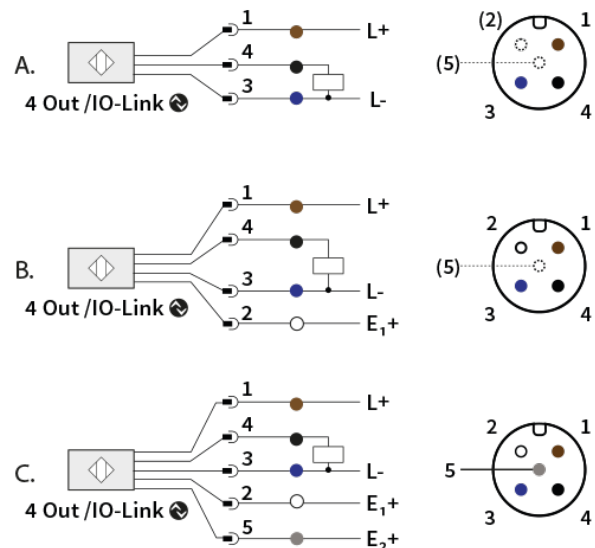 1 L+
A. 4
3 L-
4 Out /IO-Link
(2) 1
(5)
3 4
1 L+
4
B. 3 L-
4 Out /IO-Link
2 E₁+
2 1
(5)
3 4
1 L+
4
C. 3 L-
2 E₁+
4 Out /IO-Link
5 E₂+
2 1
5
3 4